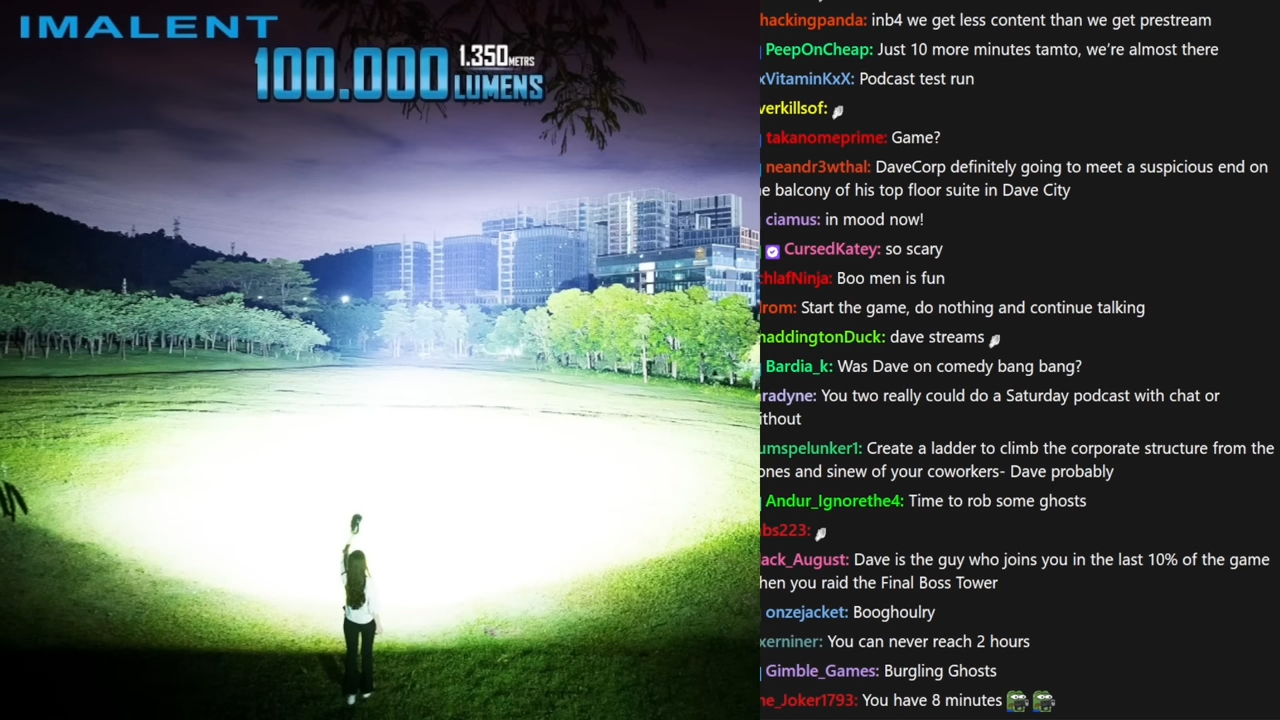 IMALENT
100.000 LUMENS
1.350 METRS
hackingpanda: inb4 we get less content than we get prestream
PeepOnCheap: Just 10 more minutes tamto, we’re almost there
xVitaminKxX: Podcast test run
verkillsof:
takanomeprime: Game?
neandr3wthal: DaveCorp definitely going to meet a suspicious end on
e balcony of his top floor suite in Dave City
ciamus: in mood now!
CursedKatey: so scary
chlafNinja: Boo men is fun
rom: Start the game, do nothing and continue talking
naddingtonDuck: dave streams
Bardia_k: Was Dave on comedy bang bang?
radyne: You two really could do a Saturday podcast with chat or
ithout
umspelunker1: Create a ladder to climb the corporate structure from the
ones and sinew of your coworkers- Dave probably
Andur_Ignorethe4: Time to rob some ghosts
bs223:
ack_August: Dave is the guy who joins you in the last 10% of the game
hen you raid the Final Boss Tower
onzejacket: Booghoulry
xerniner: You can never reach 2 hours
Gimble_Games: Burgling Ghosts
he_Joker1793: You have 8 minutes